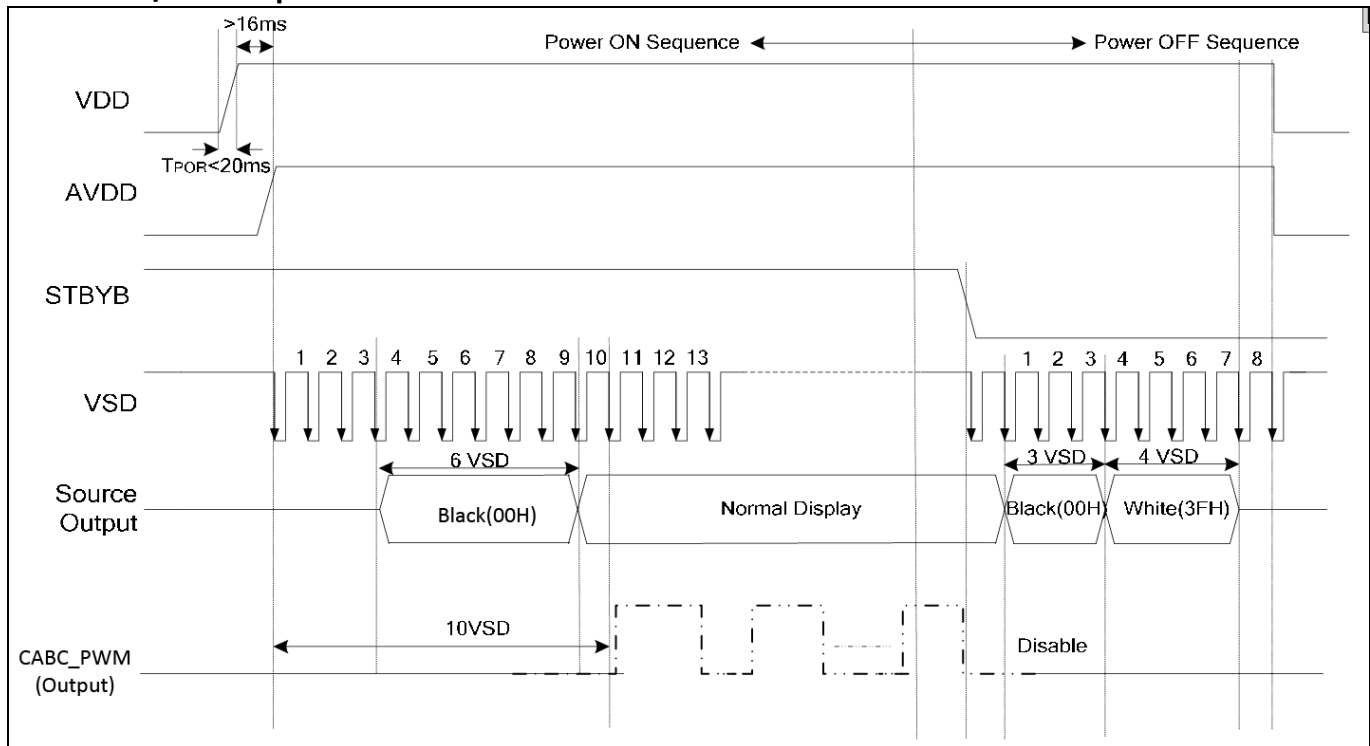 >16ms
Power ON Sequence
Power OFF Sequence
VDD
TPOR<20ms
AVDD
STBYB
1 2 3 4 5 6 7 8 9 10 11 12 13
1 2 3 4 5 6 7 8
VSD
6 VSD
3 VSD
4 VSD
Source
Output
Black(00H)
Normal Display
Black(00H)
White(3FH)
10VSD
Disable
CABC_PWM
(Output)